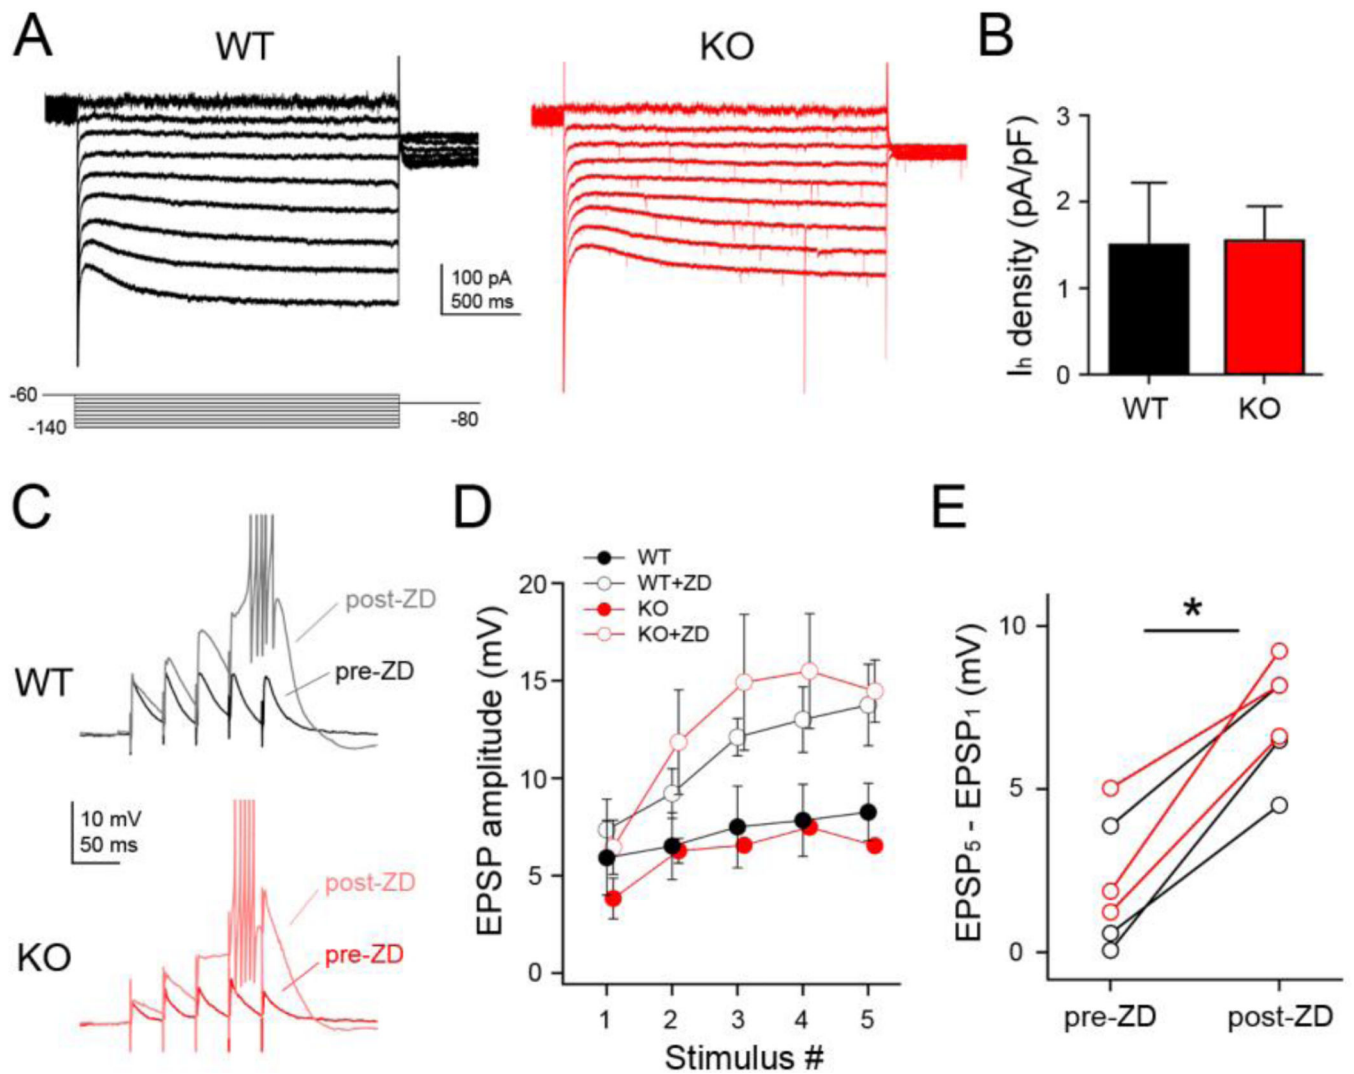 A
WT
KO
100 pA
500 ms
-60
-140
-80
B
Ih density (pA/pF)
3
2
1
0
WT
KO
C
WT
post-ZD
pre-ZD
10 mV
50 ms
KO
post-ZD
pre-ZD
D
WT
WT+ZD
KO
KO+ZD
EPSP amplitude (mV)
20
15
10
5
0
1 2 3 4 5
Stimulus #
E
*
EPSP5 - EPSP1 (mV)
10
5
0
pre-ZD post-ZD